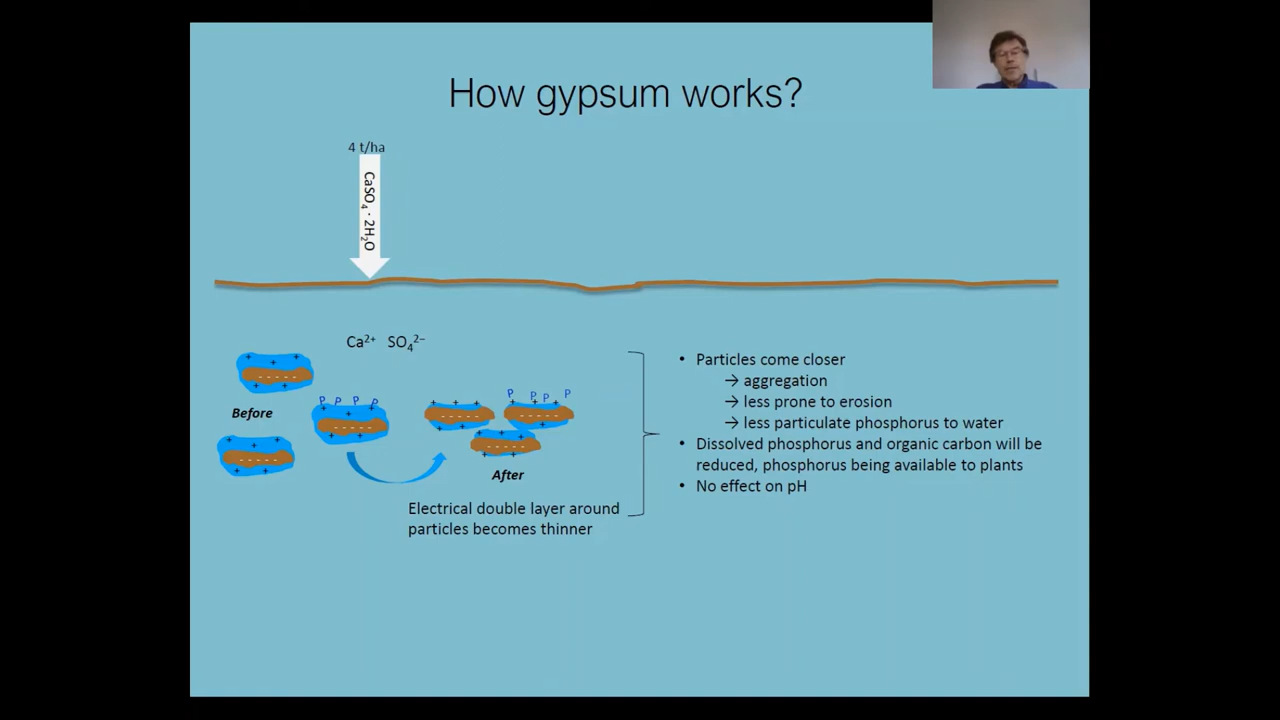 How gypsum works?
4 t/ha
CaSO₄ · 2H₂O
Ca²⁺ SO₄²⁻
+ + +
- - - - -
+ +
Before
P P P P
+ + +
- - - - -
+ +
+ + +
- - - - -
+ +
+ + +
- - - - -
+ +
P P P P
+ + +
- - - - -
+
+ + +
- - - - -
+ +
After
Electrical double layer around
particles becomes thinner
• Particles come closer
→ aggregation
→ less prone to erosion
→ less particulate phosphorus to water
• Dissolved phosphorus and organic carbon will be
reduced, phosphorus being available to plants
• No effect on pH